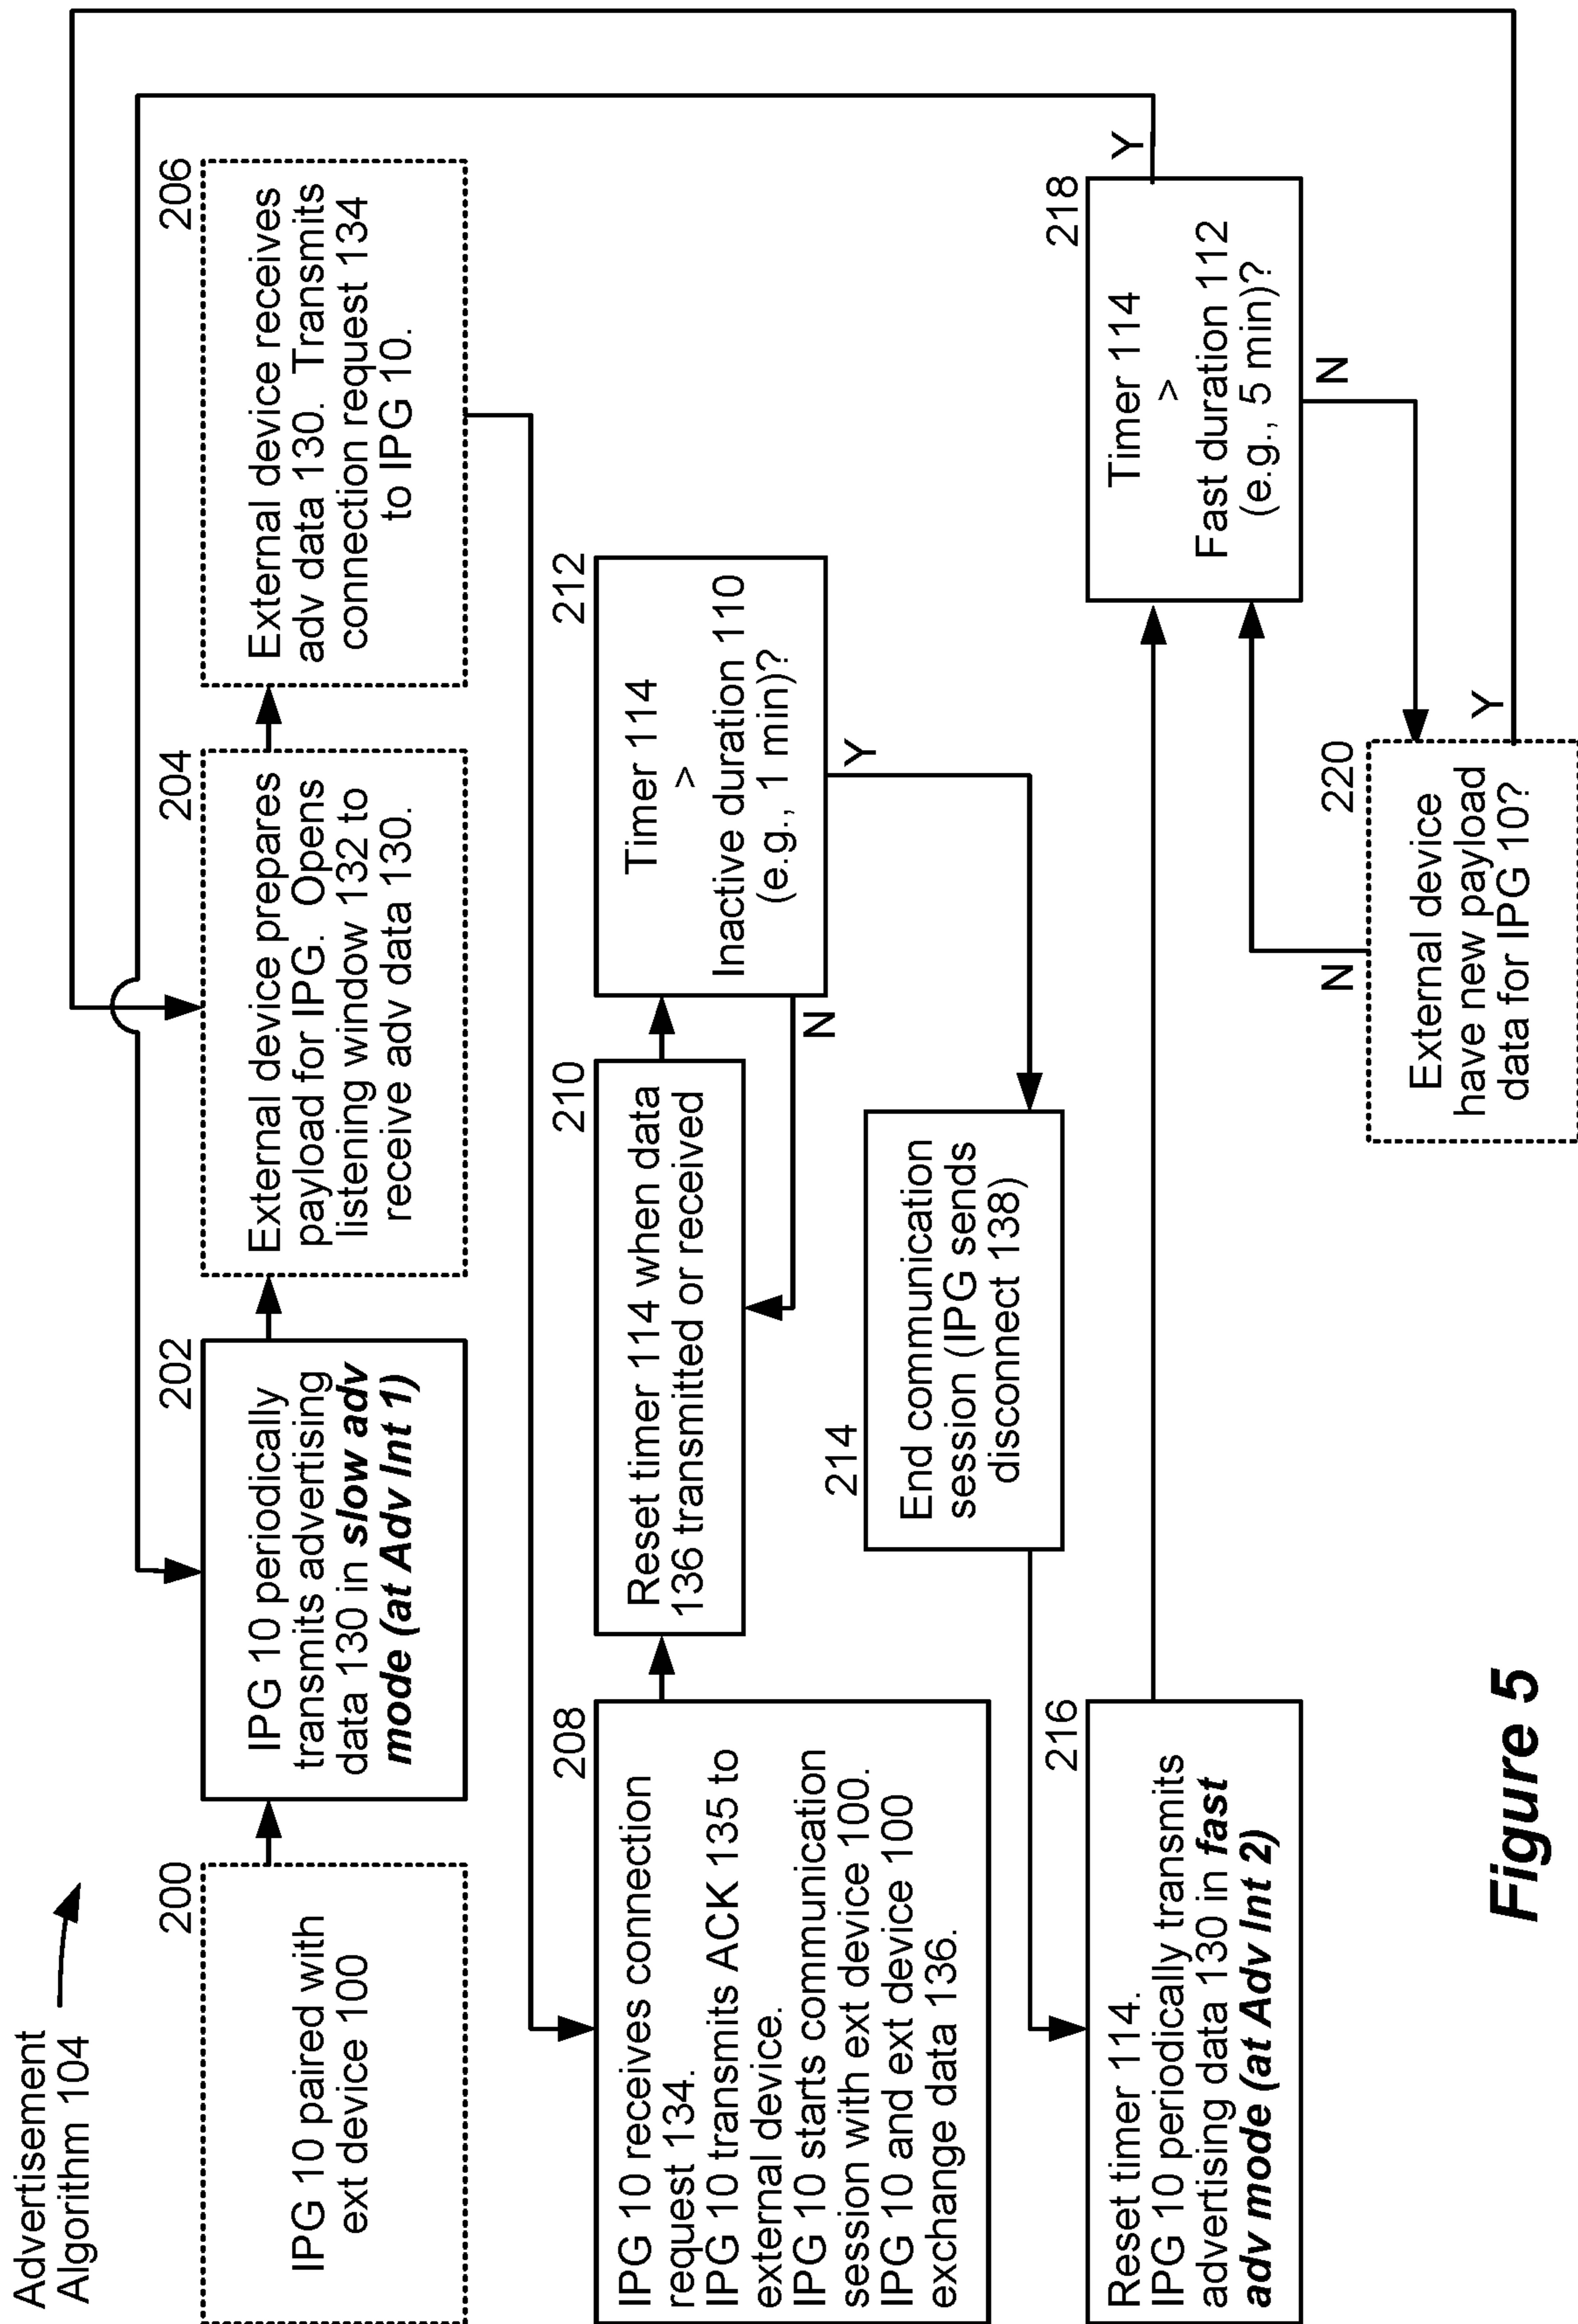 Advertisement
Algorithm 104
200
IPG 10 paired with
ext device 100
202
IPG 10 periodically
transmits advertising
data 130 in slow adv
mode (at Adv Int 1)
204
External device prepares
payload for IPG. Opens
listening window 132 to
receive adv data 130.
206
External device receives
adv data 130. Transmits
connection request 134
to IPG 10.
208
IPG 10 receives connection
request 134.
IPG 10 transmits ACK 135 to
external device.
IPG 10 starts communication
session with ext device 100.
IPG 10 and ext device 100
exchange data 136.
210
Reset timer 114 when data
136 transmitted or received
212
Timer 114
>
Inactive duration 110
(e.g., 1 min)?
N
Y
214
End communication
session (IPG sends
disconnect 138)
216
Reset timer 114.
IPG 10 periodically transmits
advertising data 130 in fast
adv mode (at Adv Int 2)
218
Timer 114
>
Fast duration 112
(e.g., 5 min)?
Y
N
220
External device
have new payload
data for IPG 10?
N
Y
Figure 5